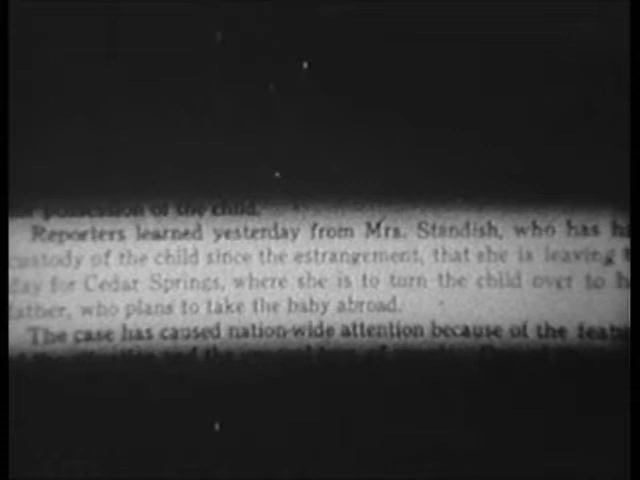 possession of the child.
Reporters learned yesterday from Mrs. Standish, who has
custody of the child since the estrangement, that she is leaving
day for Cedar Springs, where she is to turn the child over to
father, who plans to take the baby abroad.
The case has caused nation-wide attention because of the